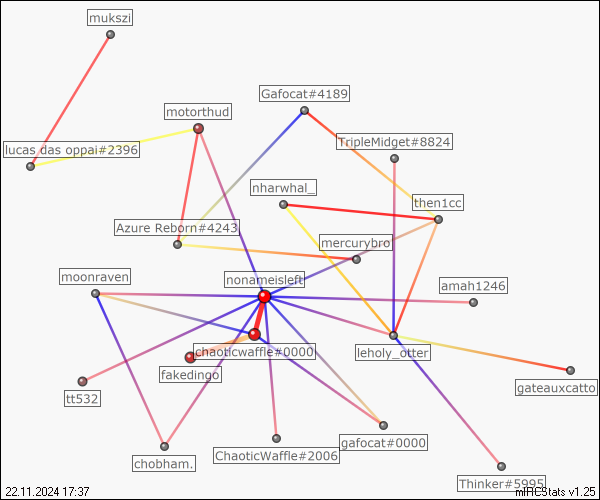 mukszi
Gafocat#4189
motorthud
TripleMidget#8824
lucas das oppai#2396
nharwhal_
then1cc
Azure Reborn#4243
mercurybro
moonraven
nonameisleft
amah1246
chaoticwaffle#0000
leholy_otter
fakedingo
gateauxcatto
tt532
gafocat#0000
ChaoticWaffle#2006
chobham.
Thinker#5995
22.11.2024 17:37
mIRCStats v1.25